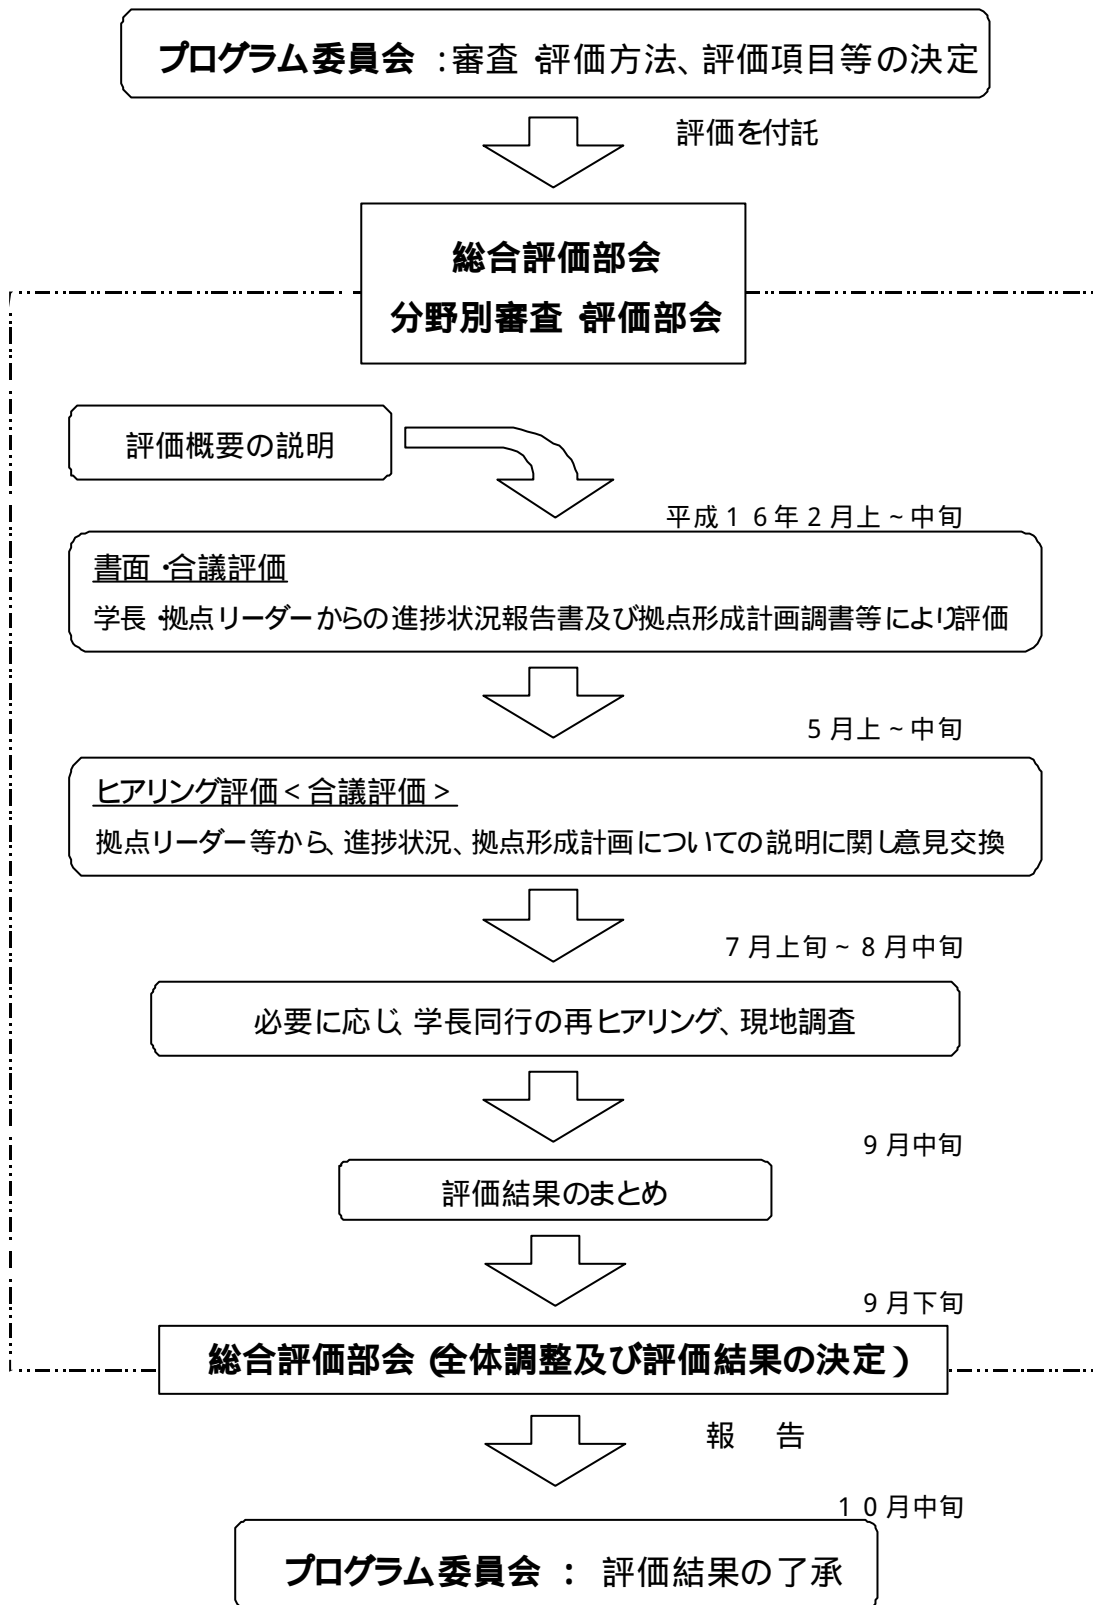 プログラム委員会 :審査・評価方法、評価項目等の決定
評価を付託
総合評価部会
分野別審査・評価部会
評価概要の説明
平成16年2月上~中旬
書面・合議評価
学長・拠点リーダーからの進捗状況報告書及び拠点形成計画調書等により評価
5月上~中旬
ヒアリング評価<合議評価>
拠点リーダー等から、進捗状況、拠点形成計画についての説明に関し意見交換
7月上旬~8月中旬
必要に応じ、学長同行の再ヒアリング、現地調査
9月中旬
評価結果のまとめ
9月下旬
総合評価部会(全体調整及び評価結果の決定)
報 告
10月中旬
プログラム委員会 : 評価結果の了承